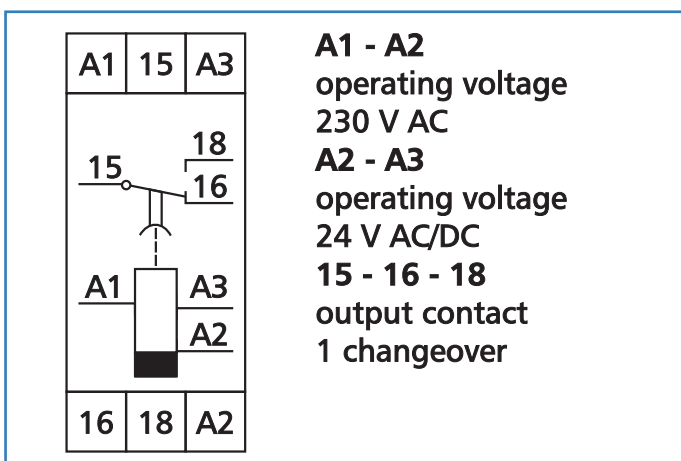 A1 15 A3
18
15
16
A1 A3
A2
16 18 A2
A1 - A2
operating voltage
230 V AC
A2 - A3
operating voltage
24 V AC/DC
15 - 16 - 18
output contact
1 changeover